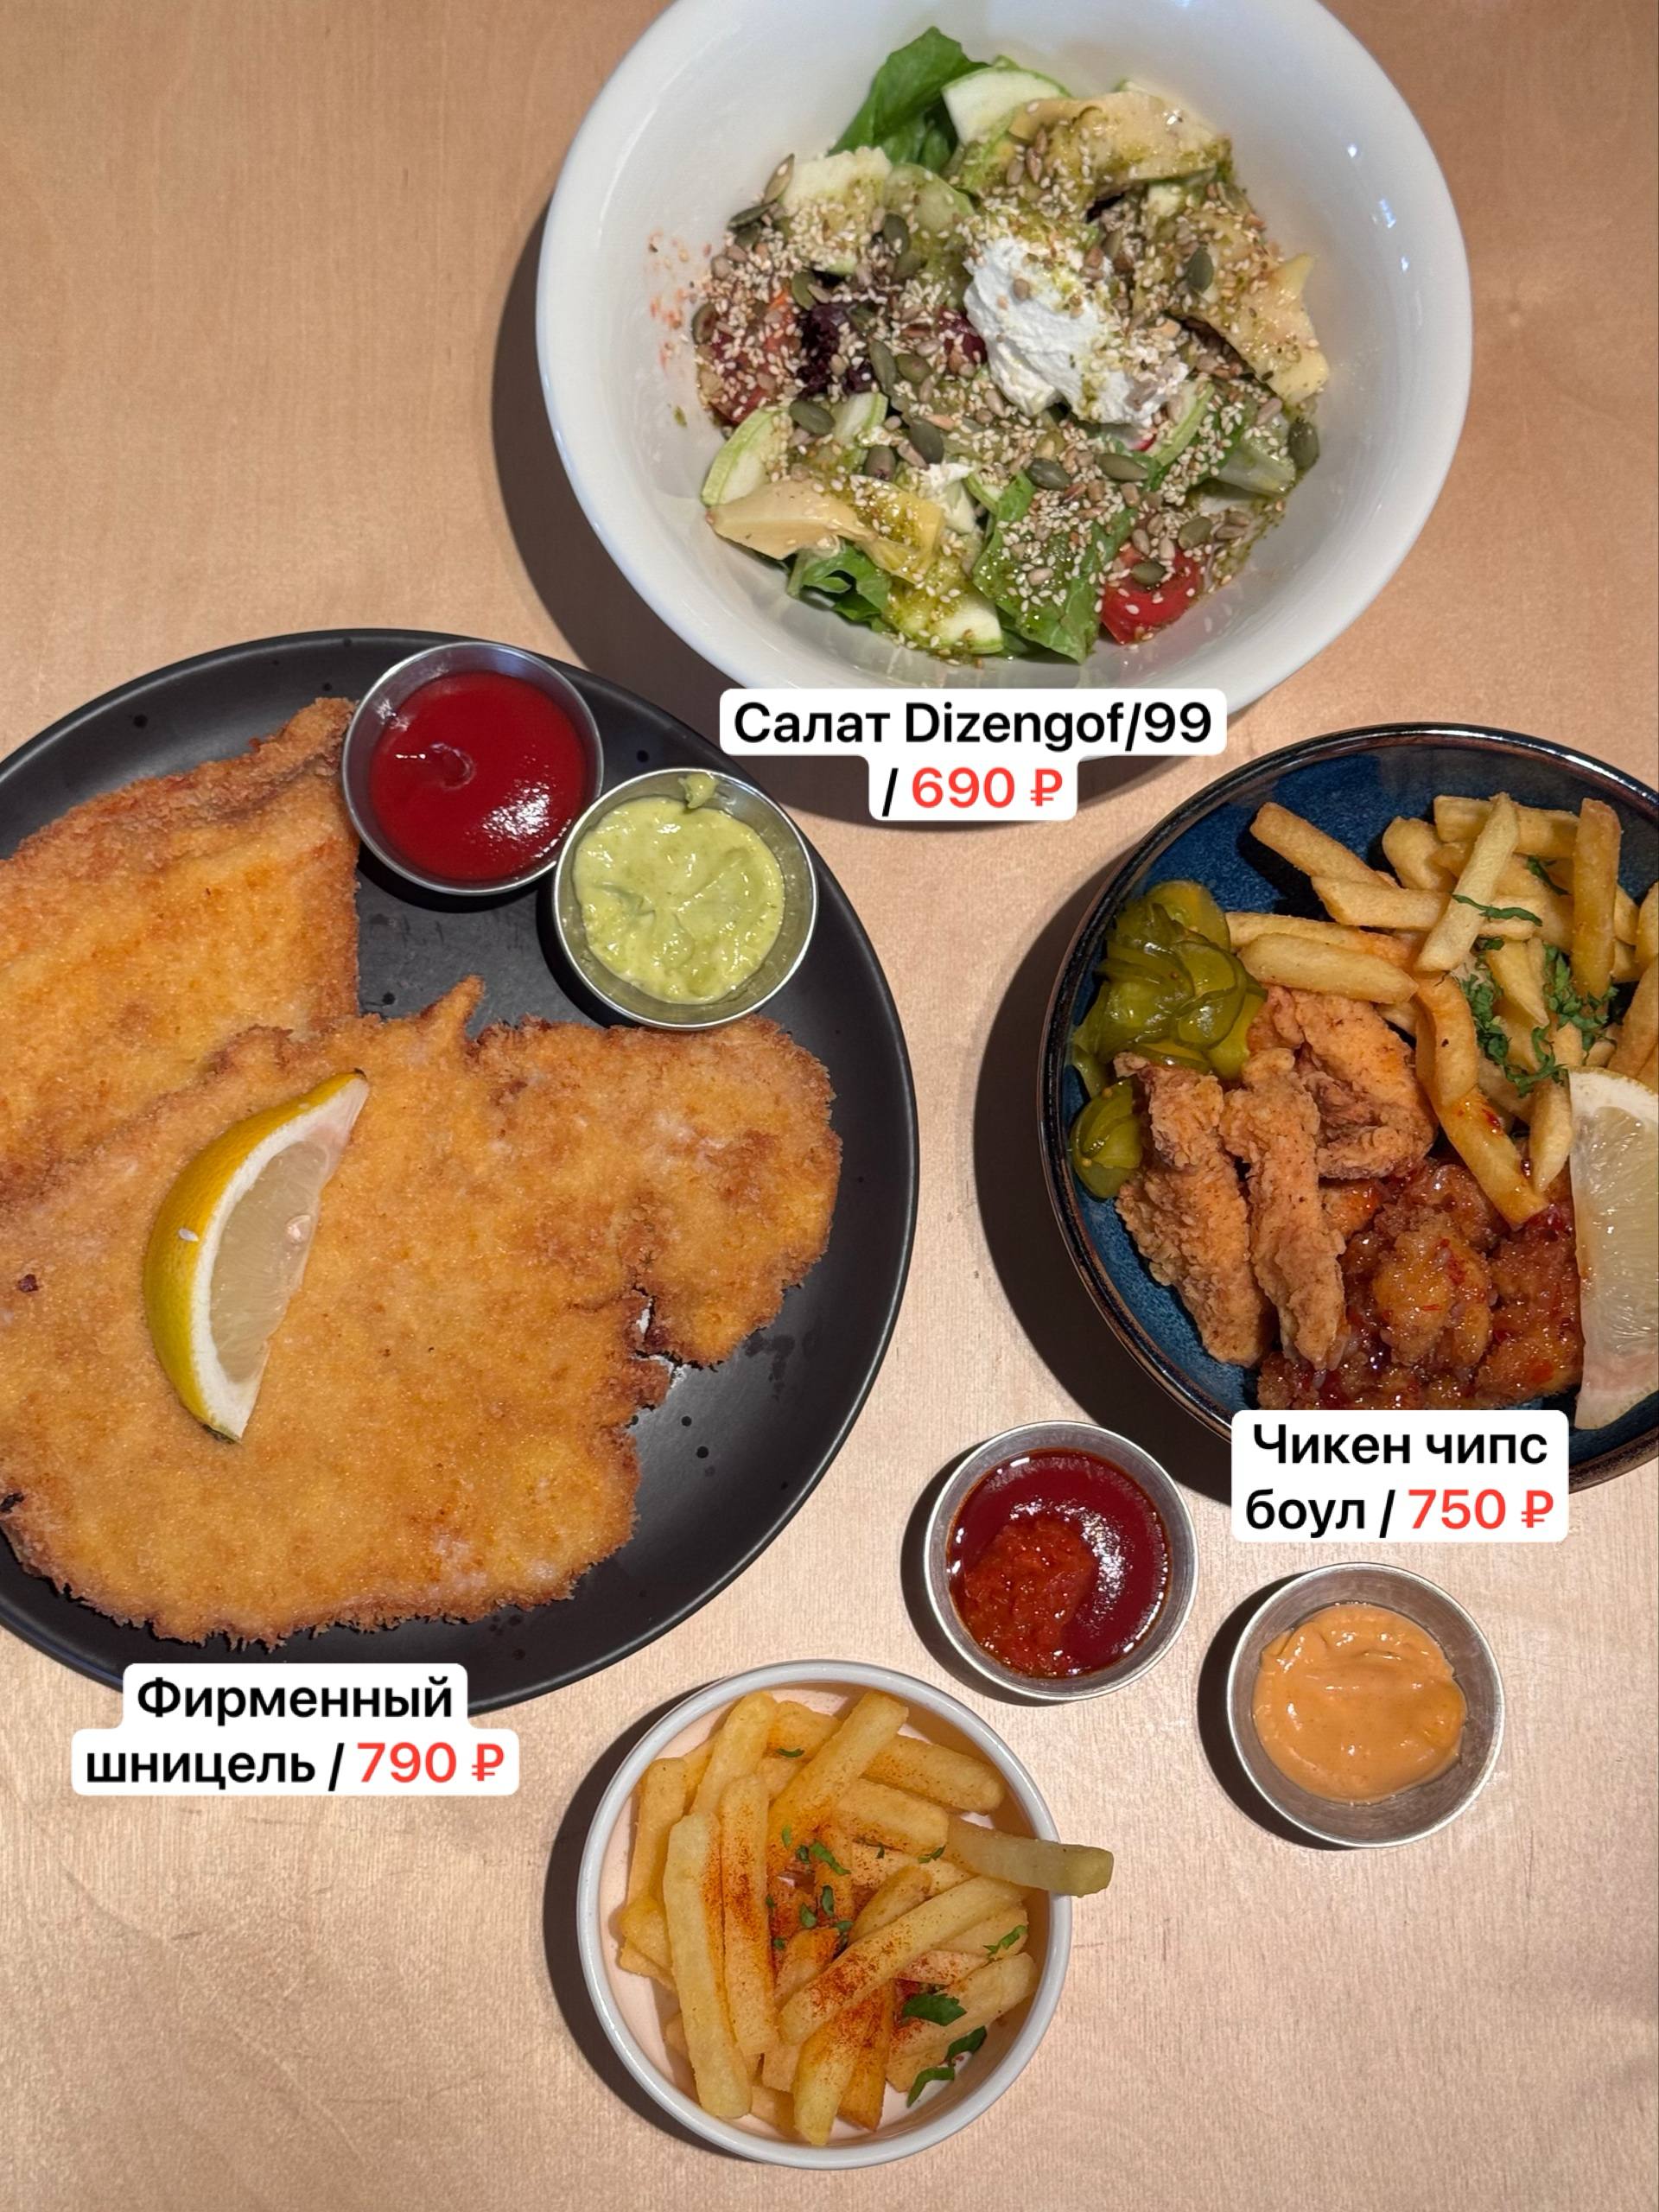 Салат Dizengof/99
/ 690 ₽
Чикен чипс
боул / 750 ₽
Фирменный
шницель / 790 ₽